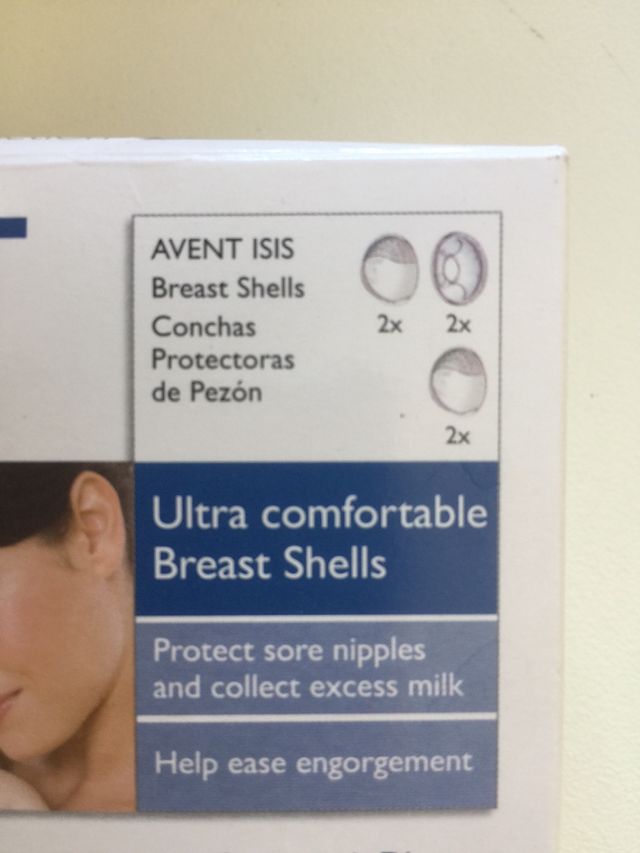 AVENT ISIS
Breast Shells
Conchas
Protectoras
de Pezón
2x 2x
2x
Ultra comfortable
Breast Shells
Protect sore nipples
and collect excess milk
Help ease engorgement